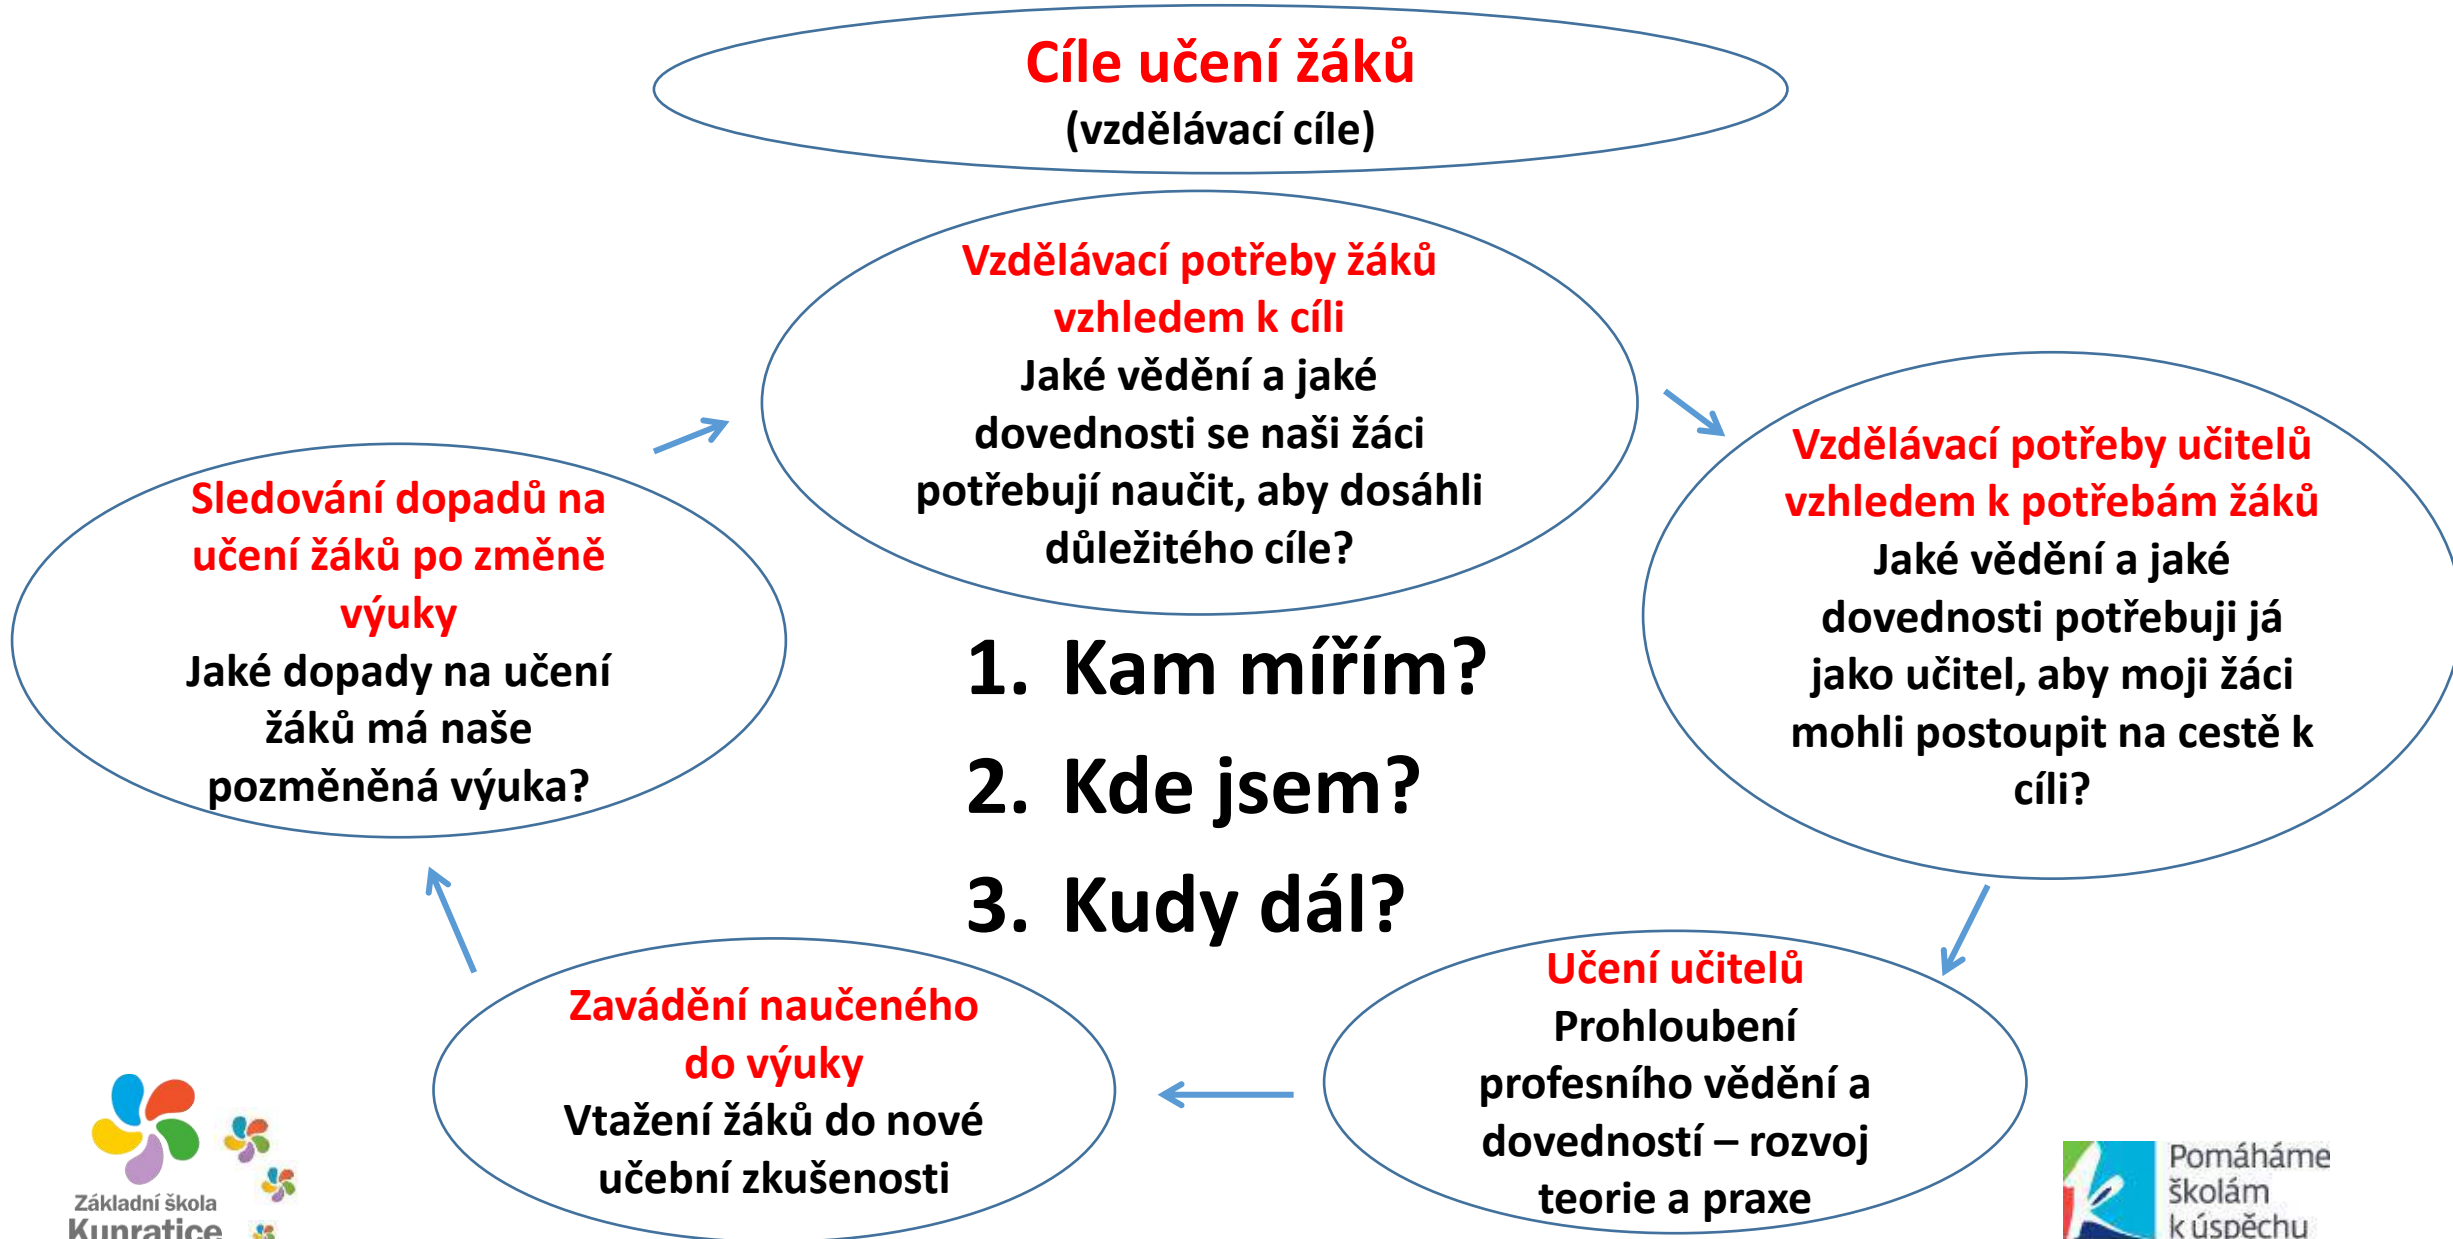 Cíle učení žáků
(vzdělávací cíle)
Vzdělávací potřeby žáků
vzhledem k cíli
Jaké vědění a jaké
dovednosti se naši žáci
potřebují naučit, aby dosáhli
důležitého cíle?
Vzdělávací potřeby učitelů
vzhledem k potřebám žáků
Jaké vědění a jaké
dovednosti potřebuji já
jako učitel, aby moji žáci
mohli postoupit na cestě k
cíli?
Učení učitelů
Prohloubení
profesního vědění a
dovedností – rozvoj
teorie a praxe
Zavádění naučeného
do výuky
Vtažení žáků do nové
učební zkušenosti
Sledování dopadů na
učení žáků po změně
výuky
Jaké dopady na učení
žáků má naše
pozměněná výuka?
1. Kam mířím?
2. Kde jsem?
3. Kudy dál?
Základní škola
Kunratice
Pomáháme
školám
k úspěchu